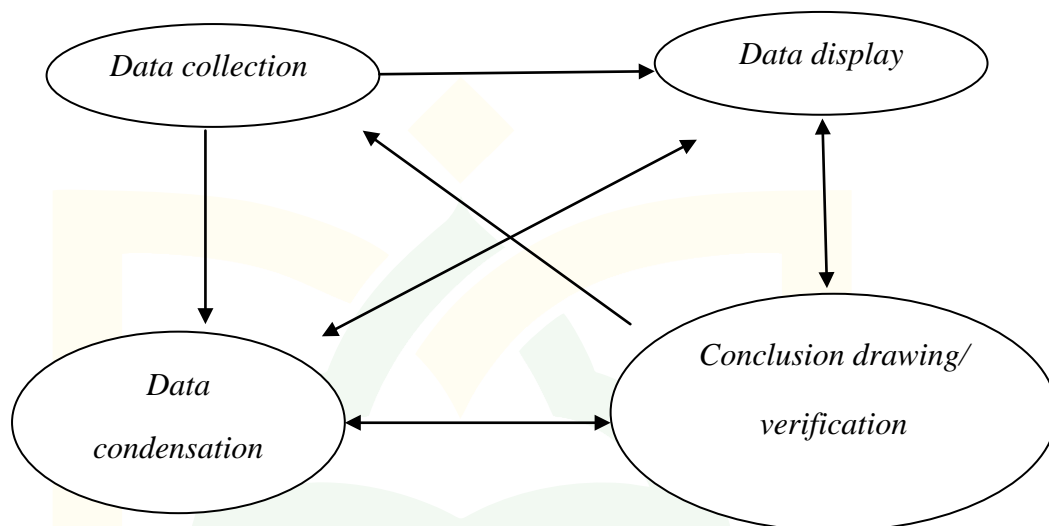 Data collection
Data display
Data
condensation
Conclusion drawing/
verification